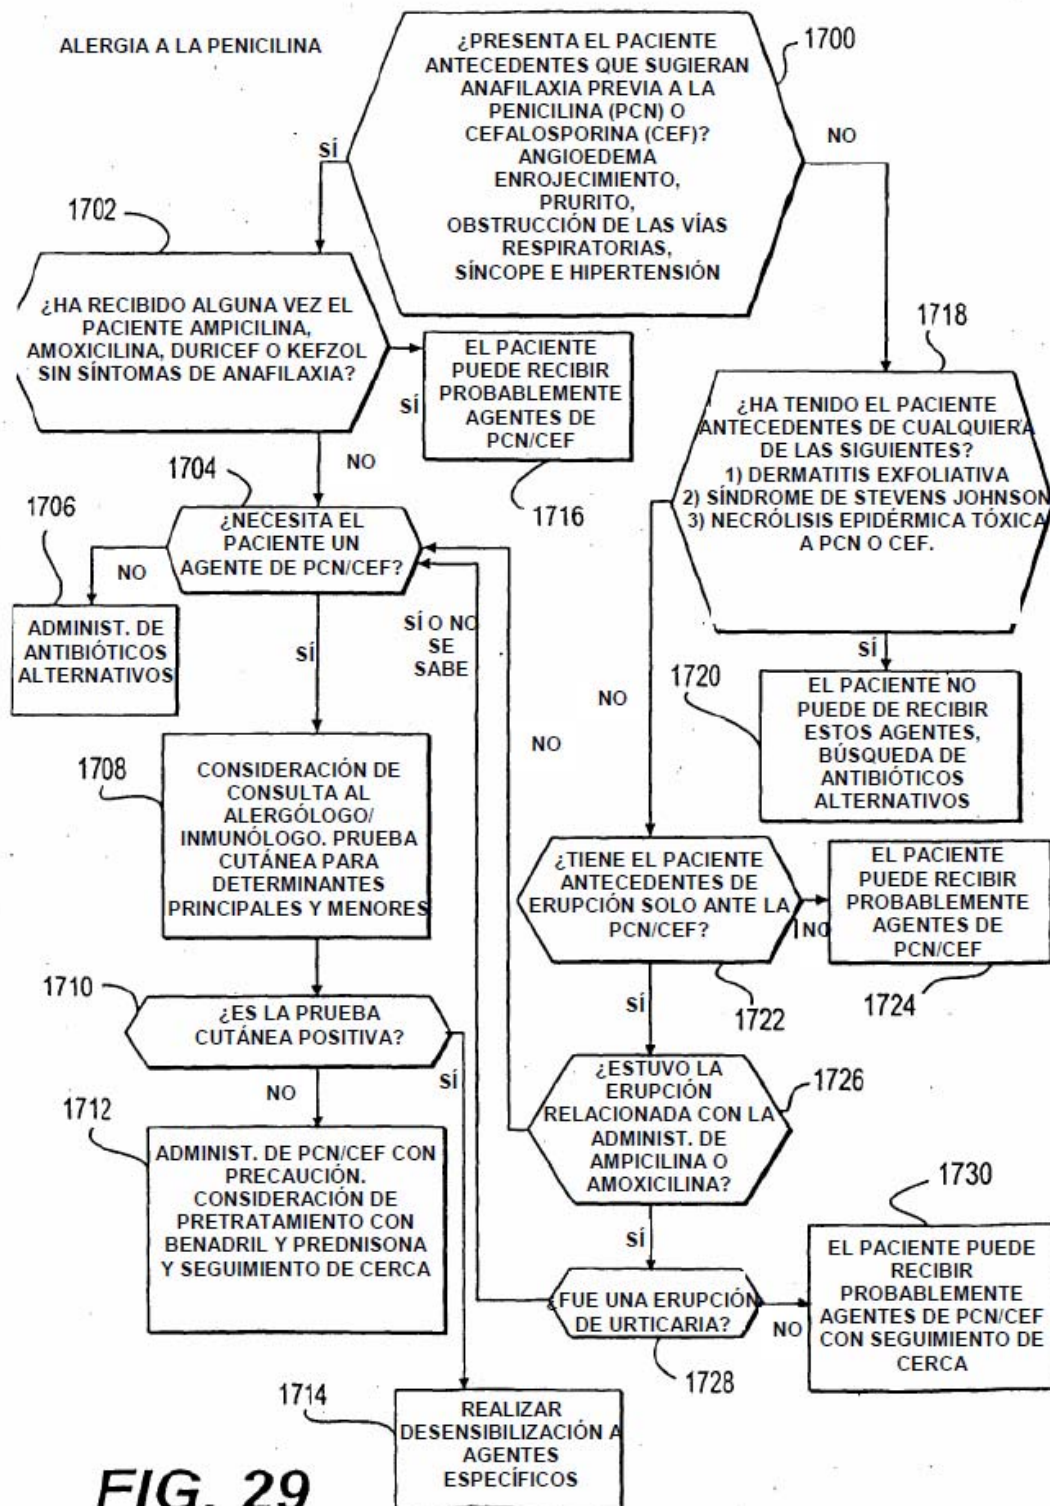 ALERGIA A LA PENICILINA
¿PRESENTA EL PACIENTE
ANTECEDENTES QUE SUGIERAN
ANAFILAXIA PREVIA A LA
PENICILINA (PCN) O
CEFALOSPORINA (CEF)?
ANGIOEDEMA
ENROJECIMIENTO,
PRURITO,
OBSTRUCCIÓN DE LAS VÍAS
RESPIRATORIAS,
SÍNCOPE E HIPERTENSIÓN
1700
SÍ
NO
1702
¿HA RECIBIDO ALGUNA VEZ EL
PACIENTE AMPICILINA,
AMOXICILINA, DURICEF O KEFZOL
SIN SÍNTOMAS DE ANAFILAXIA?
SÍ
NO
EL PACIENTE
PUEDE RECIBIR
PROBABLEMENTE
AGENTES DE
PCN/CEF
1716
1718
¿HA TENIDO EL PACIENTE
ANTECEDENTES DE CUALQUIERA
DE LAS SIGUIENTES?
1) DERMATITIS EXFOLIATIVA
2) SÍNDROME DE STEVENS JOHNSON
3) NECRÓLISIS EPIDÉRMICA TÓXICA
A PCN O CEF.
SÍ
NO
1704
¿NECESITA EL
PACIENTE UN
AGENTE DE PCN/CEF?
1706
NO
ADMINIST. DE
ANTIBIÓTICOS
ALTERNATIVOS
SÍ
SÍ O NO
SE
SABE
NO
1720
EL PACIENTE NO
PUEDE DE RECIBIR
ESTOS AGENTES,
BÚSQUEDA DE
ANTIBIÓTICOS
ALTERNATIVOS
1708
CONSIDERACIÓN DE
CONSULTA AL
ALERGÓLOGO/
INMUNÓLOGO. PRUEBA
CUTÁNEA PARA
DETERMINANTES
PRINCIPALES Y MENORES
¿TIENE EL PACIENTE
ANTECEDENTES DE
ERUPCIÓN SOLO ANTE LA
PCN/CEF?
1722
NO
SÍ
EL PACIENTE
PUEDE RECIBIR
PROBABLEMENTE
AGENTES DE
PCN/CEF
1724
1710
¿ES LA PRUEBA
CUTÁNEA POSITIVA?
NO
SÍ
¿ESTUVO LA
ERUPCIÓN
RELACIONADA CON LA
ADMINIST. DE
AMPICILINA O
AMOXICILINA?
1726
SÍ
1712
ADMINIST. DE PCN/CEF CON
PRECAUCIÓN.
CONSIDERACIÓN DE
PRETRATAMIENTO CON
BENADRIL Y PREDNISONA
Y SEGUIMIENTO DE CERCA
¿FUE UNA ERUPCIÓN
DE URTICARIA?
1728
NO
1730
EL PACIENTE PUEDE
RECIBIR
PROBABLEMENTE
AGENTES DE PCN/CEF
CON SEGUIMIENTO DE
CERCA
1714
REALIZAR
DESENSIBILIZACIÓN A
AGENTES
ESPECÍFICOS
FIG. 29